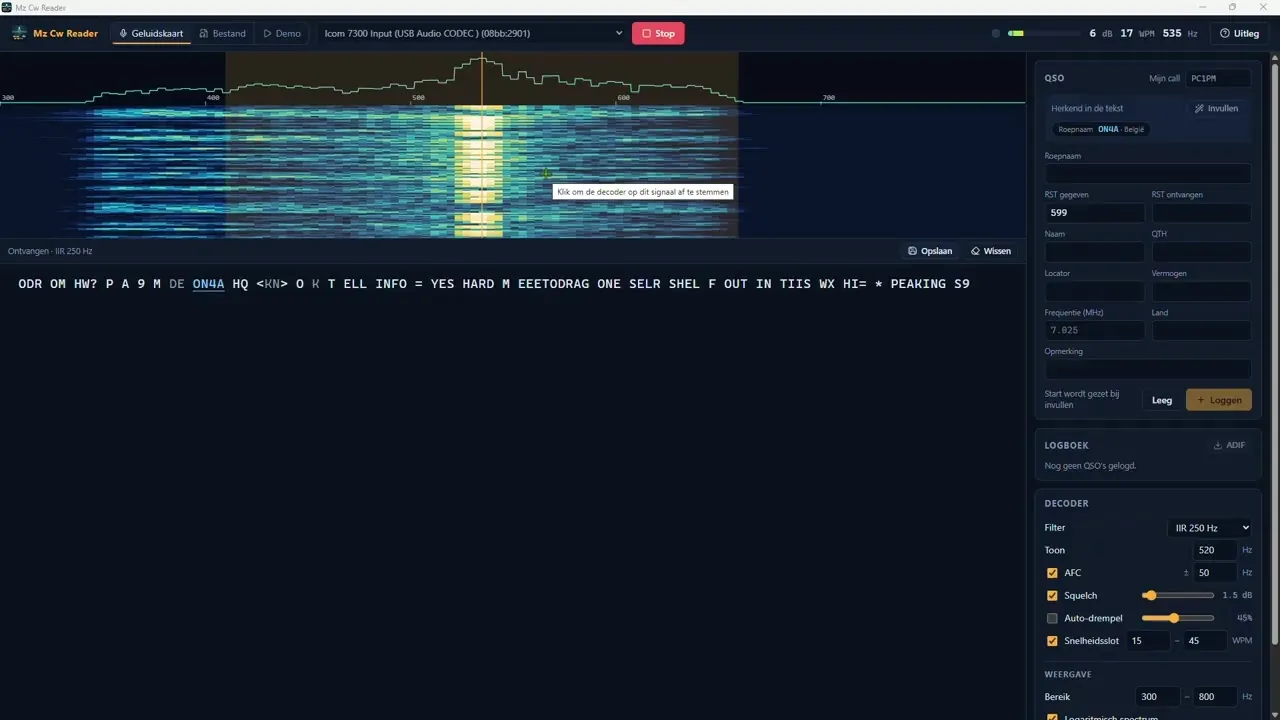 Mz Cw Reader
Mz Cw Reader
Geluidskaart
Bestand
Demo
Icom 7300 Input (USB Audio CODEC ) (08bb:2901)
Stop
6 dB 17 WPM 535 Hz
Uitleg
300
400
500
600
700
Klik om de decoder op dit signaal af te stemmen
Ontvangen · IIR 250 Hz
Opslaan
Wissen
ODR OM HW? P A 9 M DE ON4A HQ <KN> O K T ELL INFO = YES HARD M EEETODRAG ONE SELR SHEL F OUT IN TIIS WX HI= * PEAKING S9
QSO
Mijn call PC1PM
Herkend in de tekst
Invullen
Roepnaam ON4A · België
Roepnaam
RST gegeven RST ontvangen
599
Naam QTH
Locator Vermogen
Frequentie (MHz) Land
7.025
Opmerking
Start wordt gezet bij
invullen
Leeg
+ Loggen
LOGBOEK
ADIF
Nog geen QSO's gelogd.
DECODER
Filter IIR 250 Hz
Toon 520 Hz
AFC ± 50 Hz
Squelch 1.5 dB
Auto-drempel 45%
Snelheidsslot 15 – 45 WPM
WEERGAVE
Bereik 300 – 800 Hz
Logaritmisch spectrum